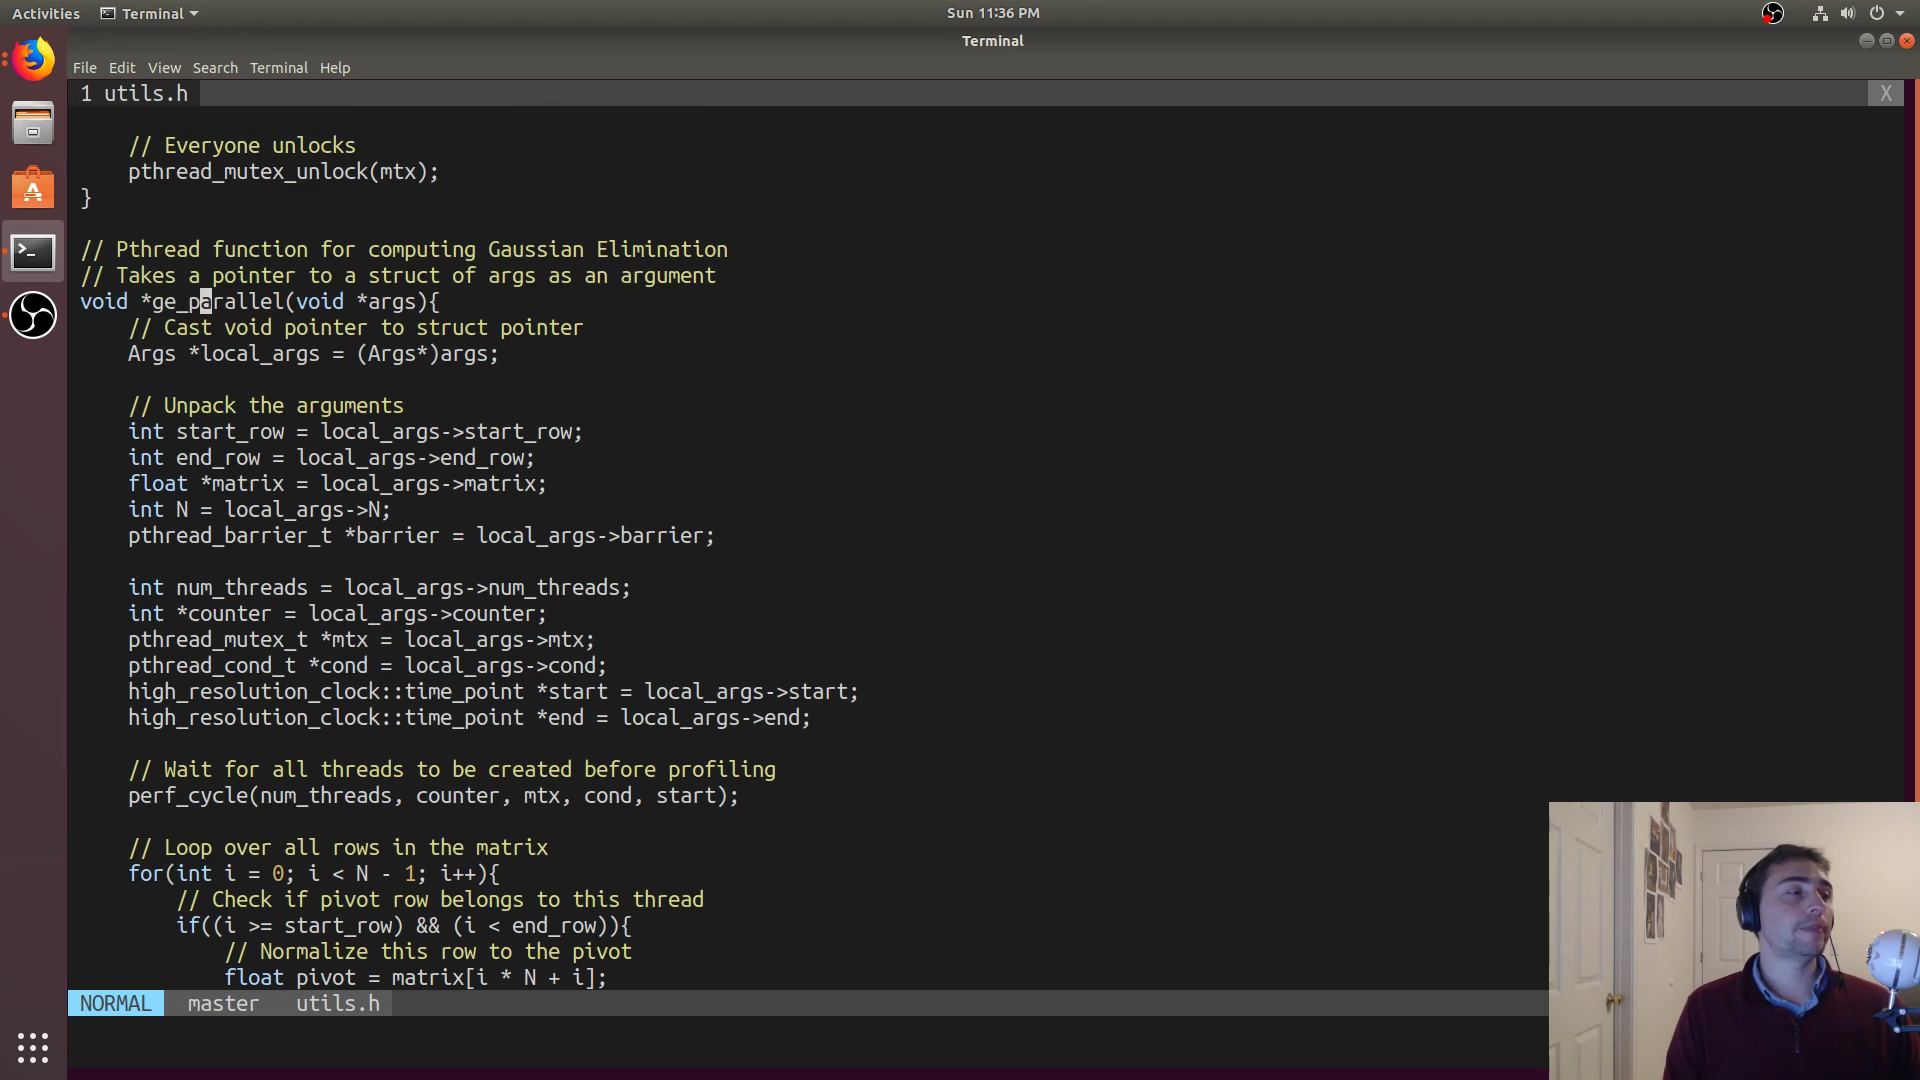 Activities Terminal Sun 11:36 PM
Terminal
File Edit View Search Terminal Help
1 utils.h X
// Everyone unlocks
pthread_mutex_unlock(mtx);
}
// Pthread function for computing Gaussian Elimination
// Takes a pointer to a struct of args as an argument
void *ge_parallel(void *args){
// Cast void pointer to struct pointer
Args *local_args = (Args*)args;
// Unpack the arguments
int start_row = local_args->start_row;
int end_row = local_args->end_row;
float *matrix = local_args->matrix;
int N = local_args->N;
pthread_barrier_t *barrier = local_args->barrier;
int num_threads = local_args->num_threads;
int *counter = local_args->counter;
pthread_mutex_t *mtx = local_args->mtx;
pthread_cond_t *cond = local_args->cond;
high_resolution_clock::time_point *start = local_args->start;
high_resolution_clock::time_point *end = local_args->end;
// Wait for all threads to be created before profiling
perf_cycle(num_threads, counter, mtx, cond, start);
// Loop over all rows in the matrix
for(int i = 0; i < N - 1; i++){
// Check if pivot row belongs to this thread
if((i >= start_row) && (i < end_row)){
// Normalize this row to the pivot
float pivot = matrix[i * N + i];
NORMAL master utils.h